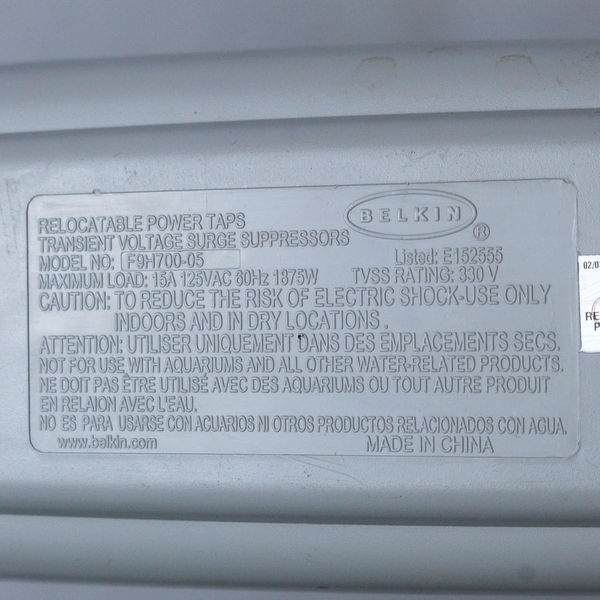 BELKIN ®
RELOCATABLE POWER TAPS
TRANSIENT VOLTAGE SURGE SUPPRESSORS
MODEL NO: F9H700-05 Listed: E152555
MAXIMUM LOAD: 15A 125VAC 60Hz 1875W TVSS RATING: 330 V
CAUTION: TO REDUCE THE RISK OF ELECTRIC SHOCK-USE ONLY
INDOORS AND IN DRY LOCATIONS.
ATTENTION: UTILISER UNIQUEMENT DANS DES EMPLACEMENTS SECS.
NOT FOR USE WITH AQUARIUMS AND ALL OTHER WATER-RELATED PRODUCTS.
NE DOIT PAS ÊTRE UTILISÉ AVEC DES AQUARIUMS OU TOUT AUTRE PRODUIT
EN RELAION AVEC L'EAU.
NO ES PARA USARSE CON ACUARIOS NI OTROS PRODUCTOS RELACIONADOS CON AGUA.
www.belkin.com MADE IN CHINA
02/0
RE
P